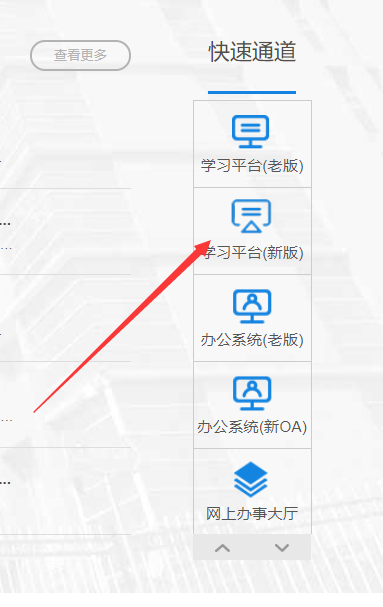 查看更多
快速通道
学习平台(老版)
学习平台(新版)
办公系统(老版)
办公系统(新OA)
网上办事大厅